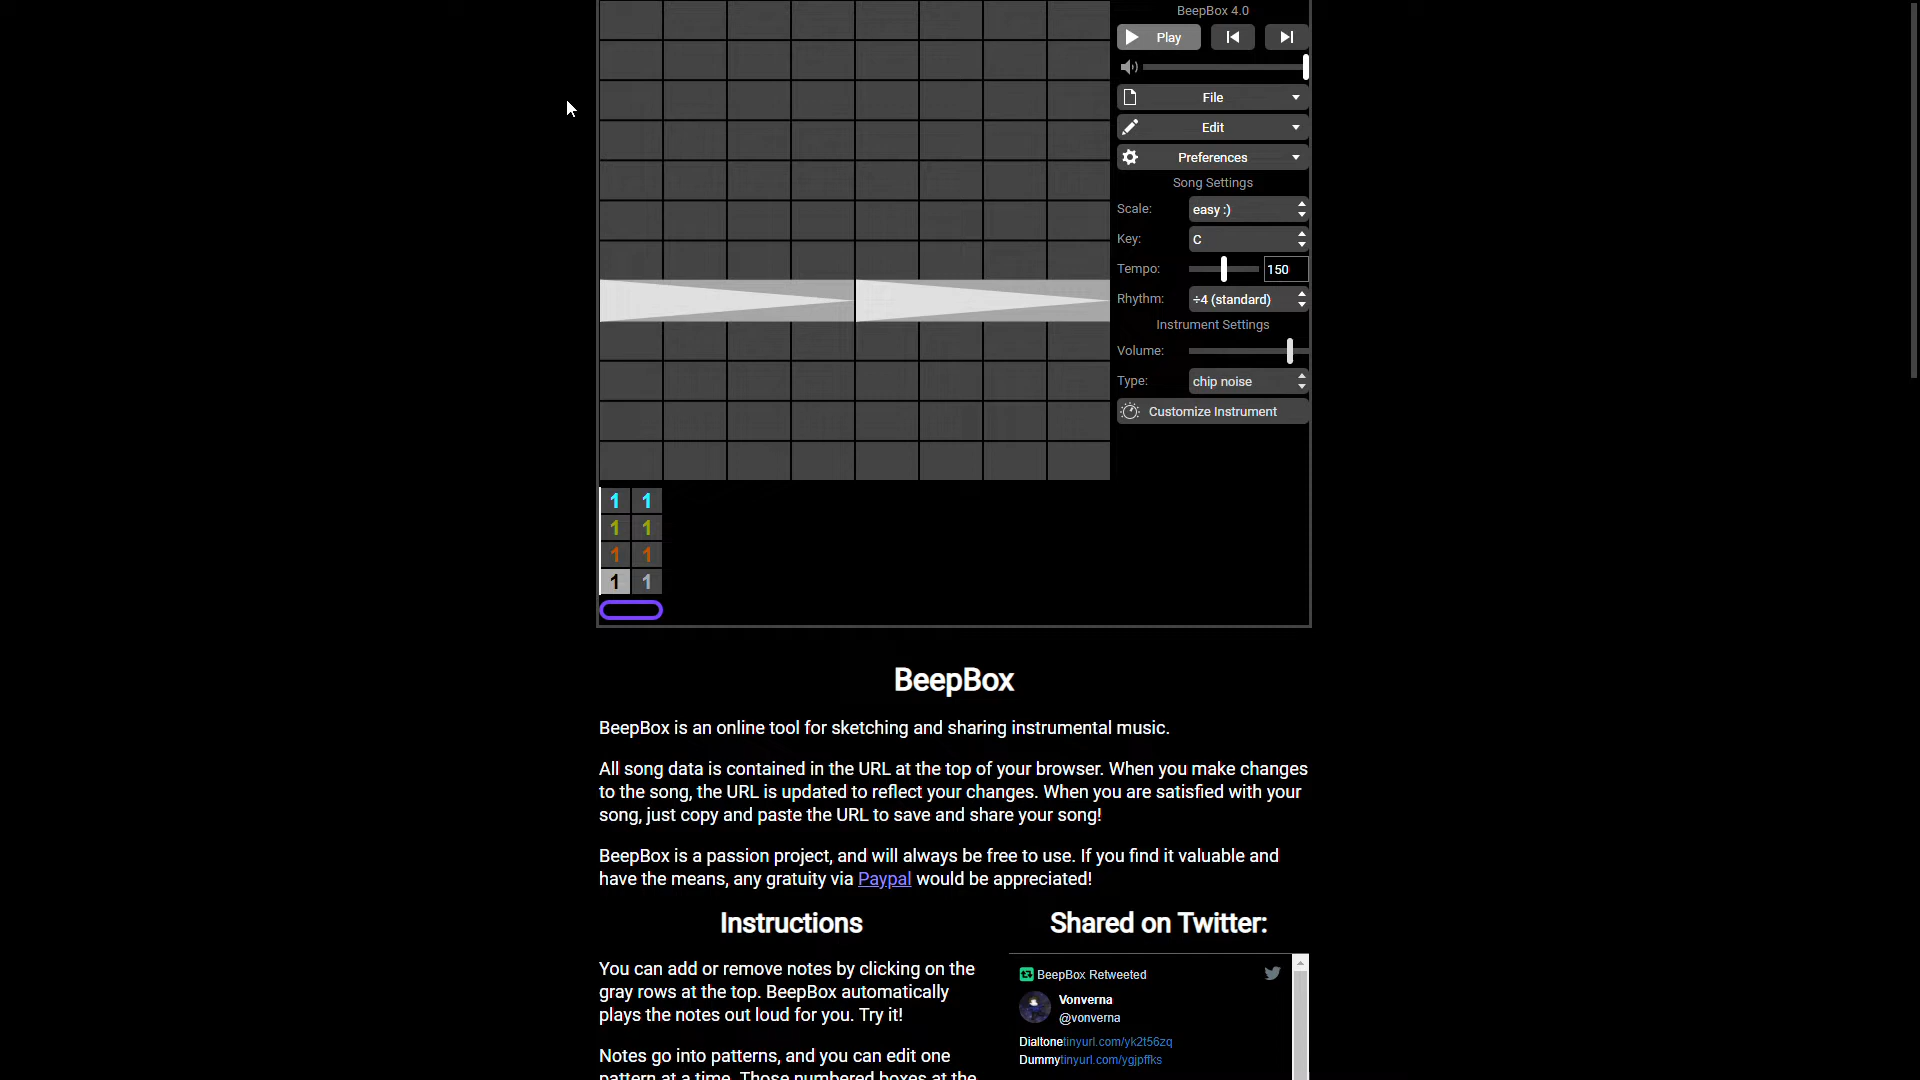 BeepBox 4.0
Play
File
Edit
Preferences
Song Settings
Scale: easy :)
Key: C
Tempo: 150
Rhythm: ÷4 (standard)
Instrument Settings
Volume:
Type: chip noise
Customize Instrument
1 1
1 1
1 1
1 1
BeepBox
BeepBox is an online tool for sketching and sharing instrumental music.
All song data is contained in the URL at the top of your browser. When you make changes
to the song, the URL is updated to reflect your changes. When you are satisfied with your
song, just copy and paste the URL to save and share your song!
BeepBox is a passion project, and will always be free to use. If you find it valuable and
have the means, any gratuity via Paypal would be appreciated!
Instructions
You can add or remove notes by clicking on the
gray rows at the top. BeepBox automatically
plays the notes out loud for you. Try it!
Notes go into patterns, and you can edit one
pattern at a time. Those numbered boxes at the
Shared on Twitter:
BeepBox Retweeted
Vonverna
@vonverna
Dialtonetinyurl.com/yk2t56zq
Dummytinyurl.com/ygjpffks